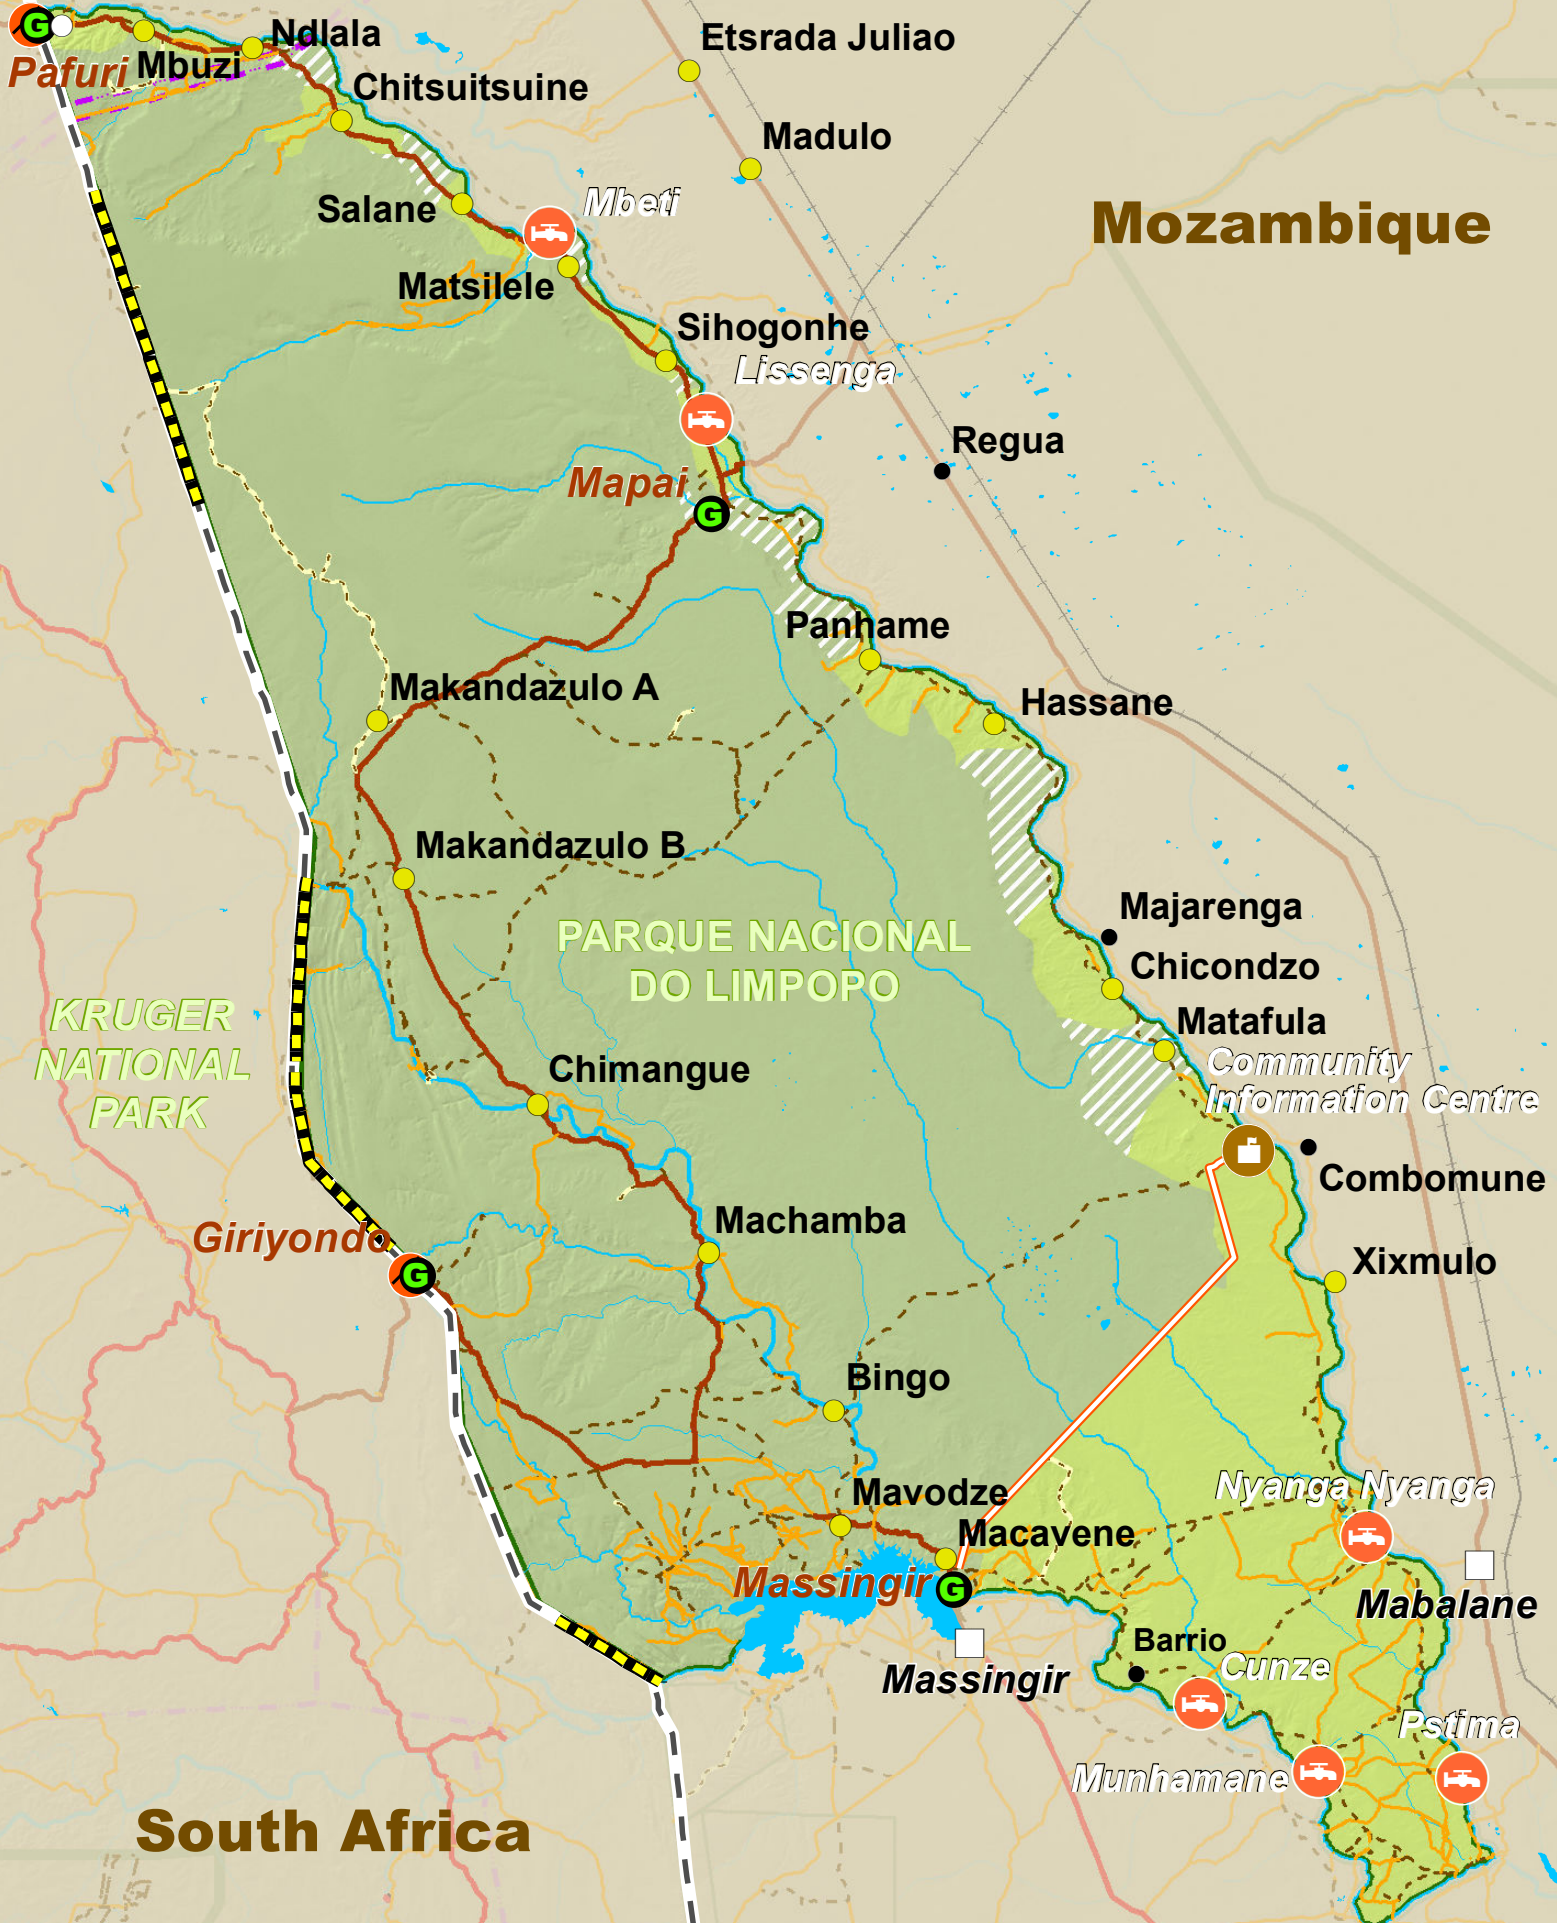 Etsrada Juliao
G
Ndlala
Pafuri
Mbuzi
Chitsuitsuine
Madulo
Mbeti
Salane
Mozambique
Matsilele
Sihogonhe
Lissenga
Regua
Mapai
G
Panhame
Makandazulo A
Hassane
Makandazulo B
Majarenga
PARQUE NACIONAL
DO LIMPOPO
Chicondzo
KRUGER
NATIONAL
PARK
Matafula
Community
Information Centre
Chimangue
Combomune
Machamba
Giriyondo
G
Xixmulo
Bingo
Nyanga Nyanga
Mavodze
Macavene
Massingir
G
Mabalane
Barrio
Cunze
Massingir
Pstima
Munhamane
South Africa